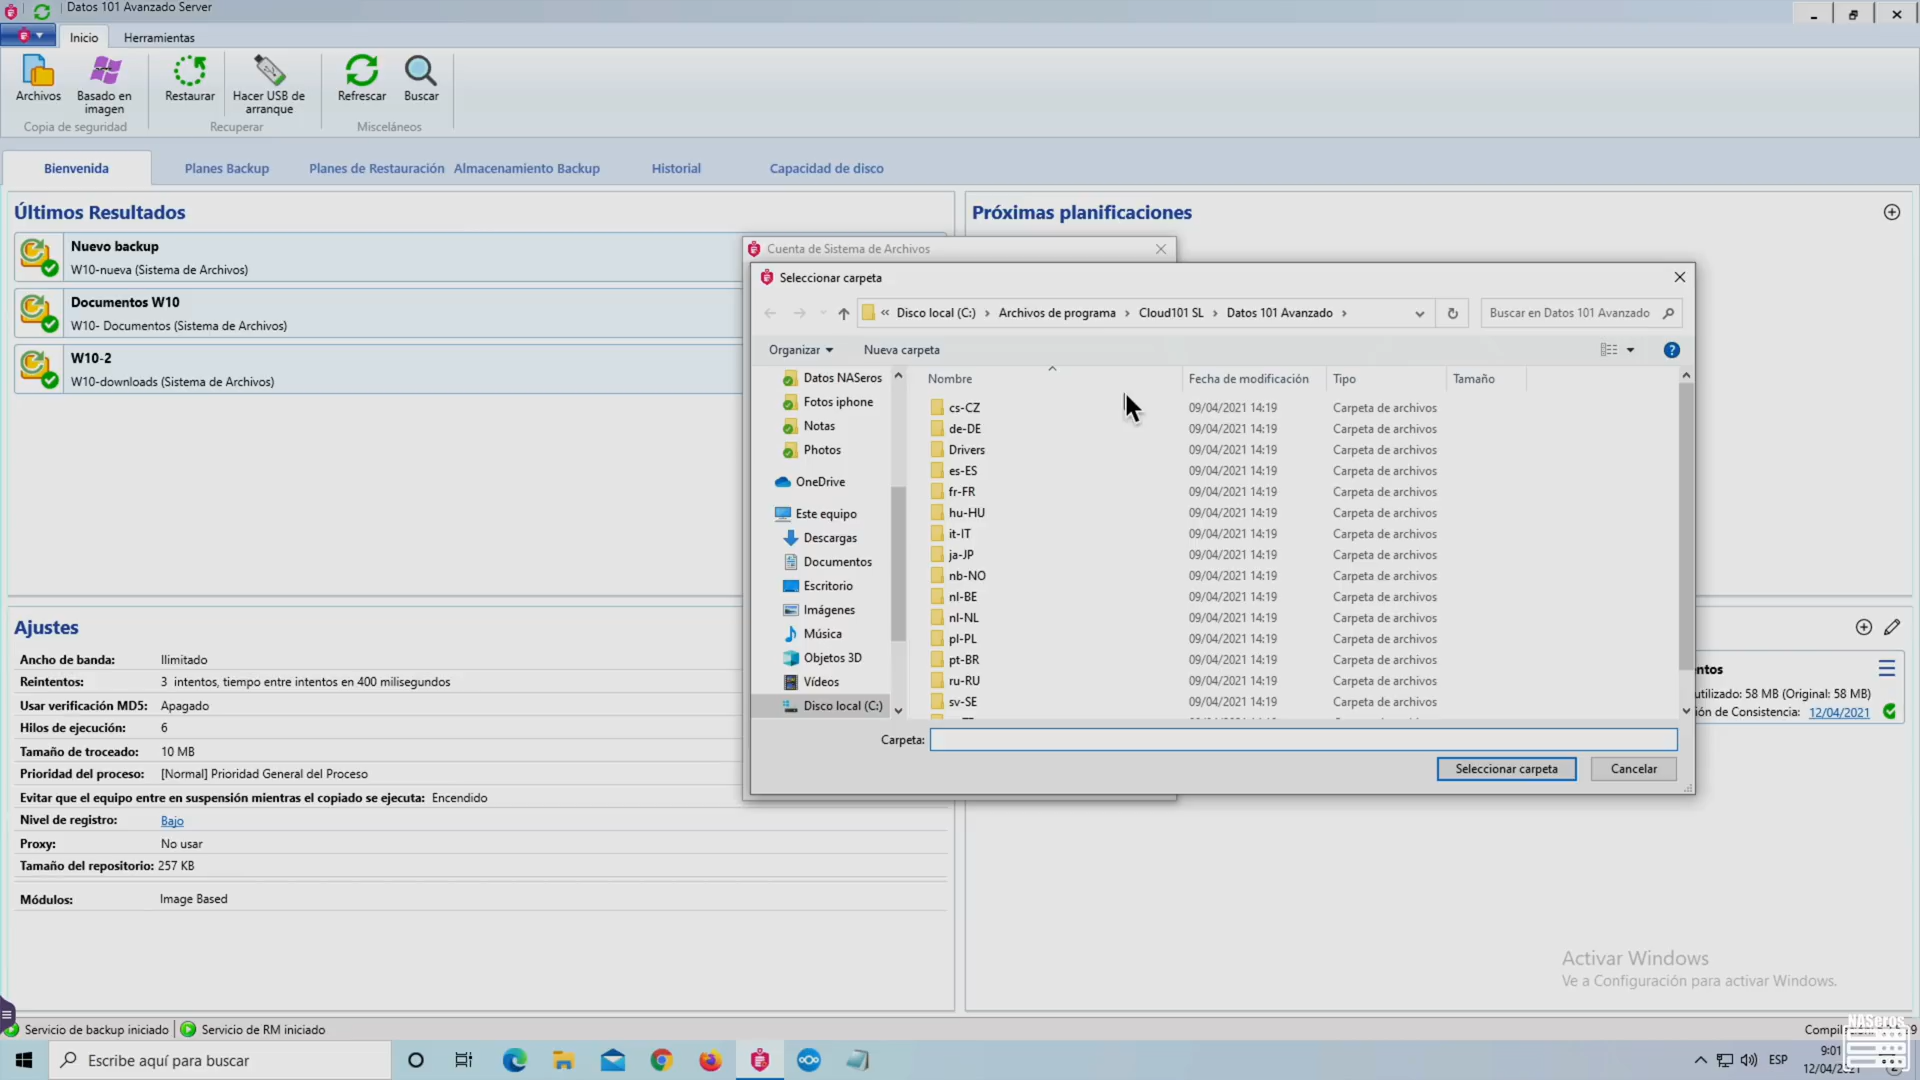 Datos 101 Avanzado Server
Inicio
Herramientas
Archivos
Basado en
imagen
Restaurar
Hacer USB de
arranque
Refrescar
Buscar
Copia de seguridad
Recuperar
Misceláneos
Bienvenida
Planes Backup
Planes de Restauración
Almacenamiento Backup
Historial
Capacidad de disco
Últimos Resultados
Nuevo backup
W10-nueva (Sistema de Archivos)
Documentos W10
W10- Documentos (Sistema de Archivos)
W10-2
W10-downloads (Sistema de Archivos)
Próximas planificaciones
Cuenta de Sistema de Archivos
Seleccionar carpeta
« Disco local (C:) › Archivos de programa › Cloud101 SL › Datos 101 Avanzado ›
Buscar en Datos 101 Avanzado
Organizar
Nueva carpeta
Datos NASeros
Fotos iphone
Notas
Photos
OneDrive
Este equipo
Descargas
Documentos
Escritorio
Imágenes
Música
Objetos 3D
Vídeos
Disco local (C:)
Nombre Fecha de modificación Tipo Tamaño
cs-CZ 09/04/2021 14:19 Carpeta de archivos
de-DE 09/04/2021 14:19 Carpeta de archivos
Drivers 09/04/2021 14:19 Carpeta de archivos
es-ES 09/04/2021 14:19 Carpeta de archivos
fr-FR 09/04/2021 14:19 Carpeta de archivos
hu-HU 09/04/2021 14:19 Carpeta de archivos
it-IT 09/04/2021 14:19 Carpeta de archivos
ja-JP 09/04/2021 14:19 Carpeta de archivos
nb-NO 09/04/2021 14:19 Carpeta de archivos
nl-BE 09/04/2021 14:19 Carpeta de archivos
nl-NL 09/04/2021 14:19 Carpeta de archivos
pl-PL 09/04/2021 14:19 Carpeta de archivos
pt-BR 09/04/2021 14:19 Carpeta de archivos
ru-RU 09/04/2021 14:19 Carpeta de archivos
sv-SE 09/04/2021 14:19 Carpeta de archivos
Carpeta:
Seleccionar carpeta
Cancelar
Ajustes
Ancho de banda: Ilimitado
Reintentos: 3 intentos, tiempo entre intentos en 400 milisegundos
Usar verificación MD5: Apagado
Hilos de ejecución: 6
Tamaño de troceado: 10 MB
Prioridad del proceso: [Normal] Prioridad General del Proceso
Evitar que el equipo entre en suspensión mientras el copiado se ejecuta: Encendido
Nivel de registro: Bajo
Proxy: No usar
Tamaño del repositorio: 257 KB
Módulos: Image Based
ntos
utilizado: 58 MB (Original: 58 MB)
ión de Consistencia: 12/04/2021
Activar Windows
Ve a Configuración para activar Windows.
Servicio de backup iniciado
Servicio de RM iniciado
NASeros
Escribe aquí para buscar
ESP
9:01